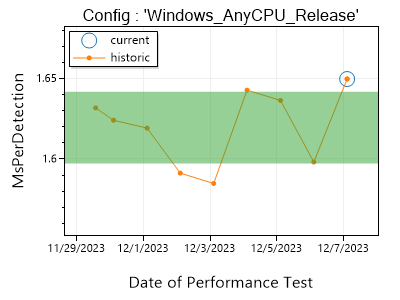 Config : 'Windows_AnyCPU_Release'
current
historic
MsPerDetection
1.65
1.6
11/29/2023
12/1/2023
12/3/2023
12/5/2023
12/7/2023
Date of Performance Test